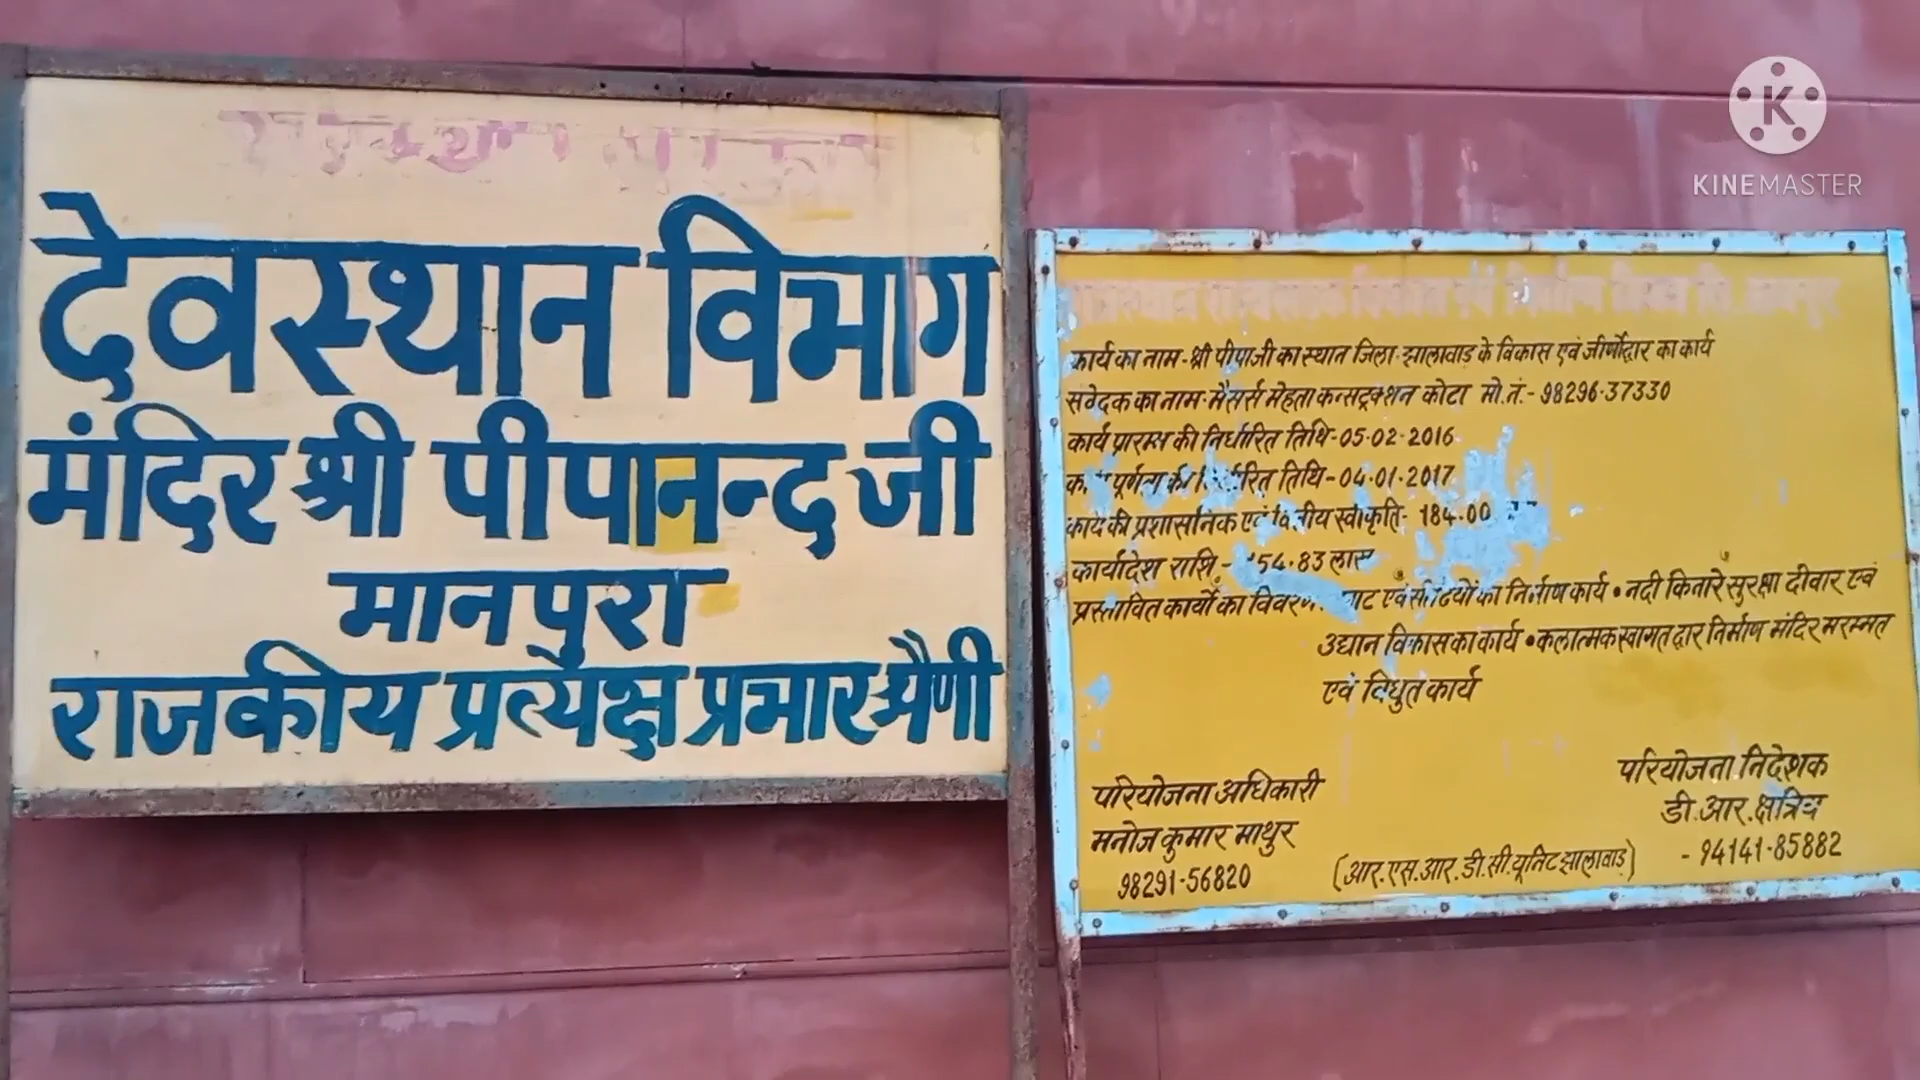 देवस्थान विभाग
मंदिर श्री पीपानन्द जी
मानपुरा
राजकीय प्रत्येक्ष प्रभार श्रैणी
कार्य का नाम-श्री पीपाजी का स्थान जिला-झालावाड़ के विकास एवं जीर्णोद्वार का कार्य
संवेदक का नाम-मैसर्स मेहता कन्सट्रक्शन कोटा मो.नं.- 98296-37330
कार्य प्रारम्भ की निर्धारित तिथि-05-02-2016
पूर्णता की तिथि-04-01-2017
कार्य की प्रशासनिक एवं स्वीकृति- 184.00
कार्यादेश राशि - 54.83 लाख
प्रस्तावित कार्यो का विवरण एवं सीढियों का निर्माण कार्य • नदी किनारे सुरक्षा दीवार एवं
उद्यान विकास का कार्य • कलात्मक स्वागत द्वार निर्माण मंदिर मरम्मत
एवं विधुत कार्य
परियोजना अधिकारी
मनोज कुमार माथुर
98291-56820
(आर.एस.आर.डी.सी.यूनिट झालावाड़)
परियोजना निदेशक
डी.आर.क्षत्रिय
- 94141-85882
KINEMASTER